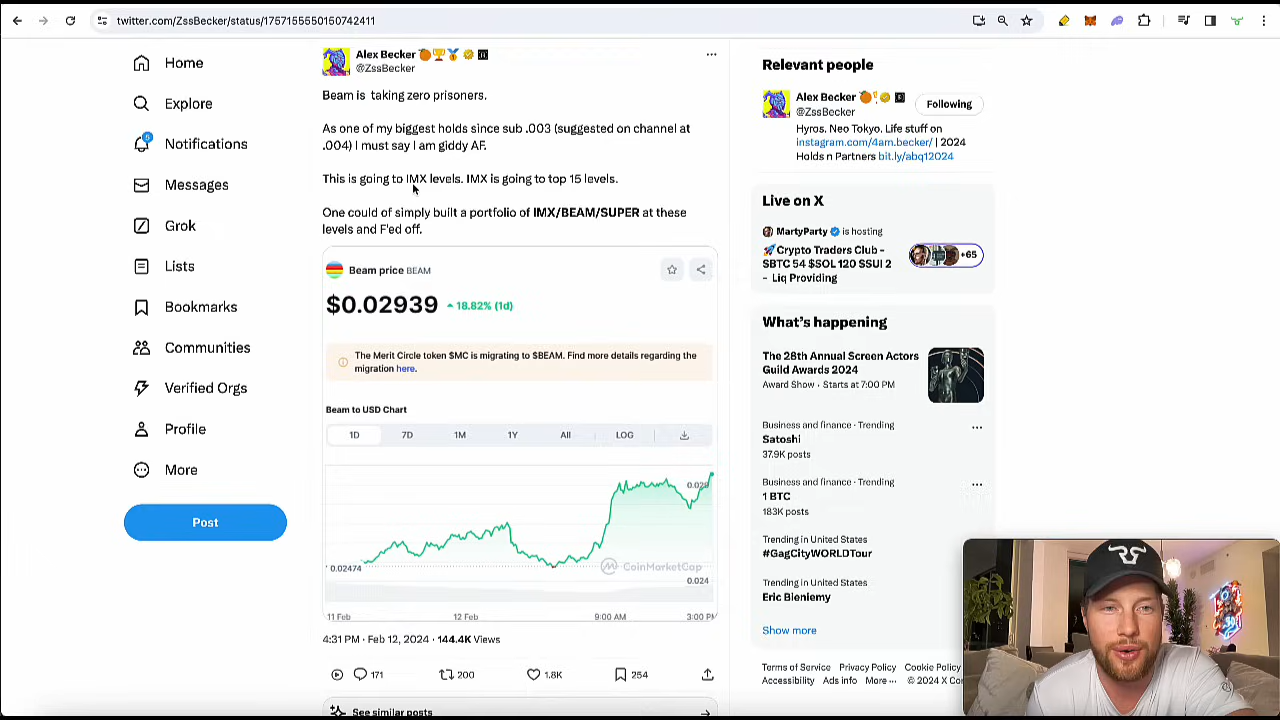 twitter.com/ZssBecker/status/1757155550150742411
Home
Explore
5
Notifications
Messages
Grok
Lists
Bookmarks
Communities
Verified Orgs
Profile
More
Post
Alex Becker
@ZssBecker
Beam is taking zero prisoners.
As one of my biggest holds since sub .003 (suggested on channel at
.004) I must say I am giddy AF.
This is going to IMX levels. IMX is going to top 15 levels.
One could of simply built a portfolio of IMX/BEAM/SUPER at these
levels and F'ed off.
Beam price BEAM
$0.02939 18.82% (1d)
The Merit Circle token $MC is migrating to $BEAM. Find more details regarding the
migration here.
Beam to USD Chart
1D 7D 1M 1Y All LOG
0.029
0.02474
CoinMarketCap
0.024
11 Feb 12 Feb 9:00 AM 3:00 PM
4:31 PM · Feb 12, 2024 · 144.4K Views
171 200 1.8K 254
See similar posts
Relevant people
Alex Becker
@ZssBecker
Following
Hyros. Neo Tokyo. Life stuff on
instagram.com/4am.becker/ | 2024
Holds n Partners bit.ly/abq12024
Live on X
MartyParty is hosting
Crypto Traders Club -
$BTC 54 $SOL 120 $SUI 2
- Liq Providing
+65
What's happening
The 28th Annual Screen Actors
Guild Awards 2024
Award Show · Starts at 7:00 PM
Business and finance · Trending
Satoshi
37.9K posts
Business and finance · Trending
1 BTC
183K posts
Trending in United States
#GagCityWORLDTour
Trending in United States
Eric Bieniemy
Show more
Terms of Service Privacy Policy Cookie Policy
Accessibility Ads info More ··· © 2024 X Cor